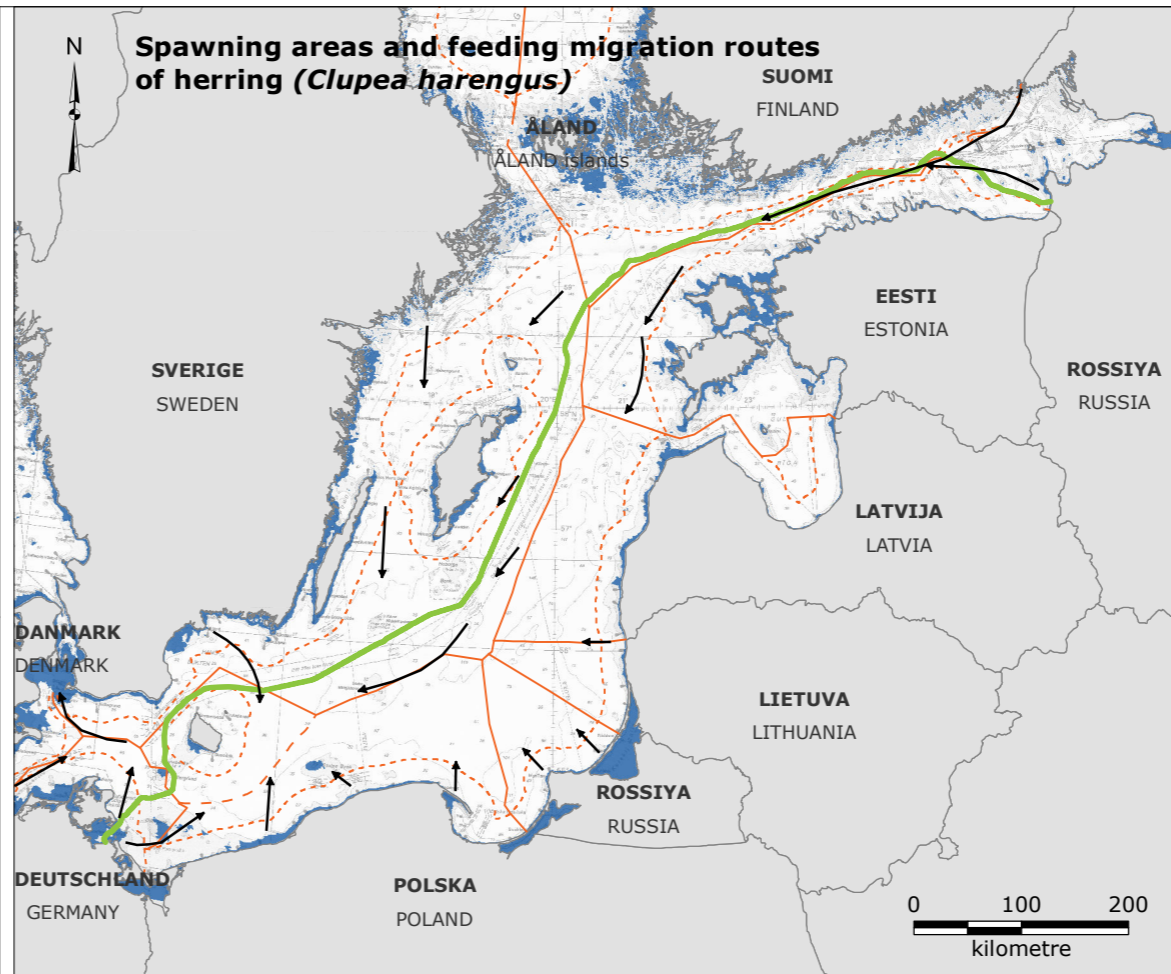 N
Spawning areas and feeding migration routes
of herring (Clupea harengus)
SUOMI
FINLAND
ÅLAND
ÅLAND islands
EESTI
ESTONIA
SVERIGE
SWEDEN
ROSSIYA
RUSSIA
LATVIJA
LATVIA
DANMARK
DENMARK
LIETUVA
LITHUANIA
ROSSIYA
RUSSIA
DEUTSCHLAND
GERMANY
POLSKA
POLAND
0 100 200
kilometre